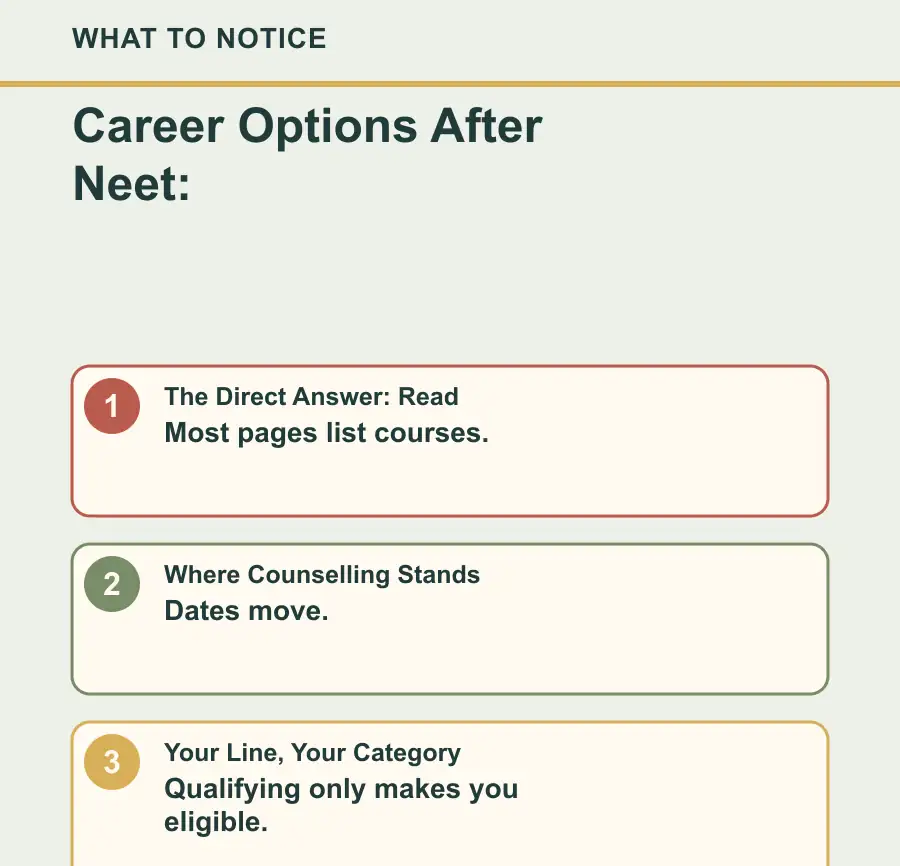 WHAT TO NOTICE
Career Options After
Neet:
1
The Direct Answer: Read
Most pages list courses.
2
Where Counselling Stands
Dates move.
3
Your Line, Your Category
Qualifying only makes you
eligible.